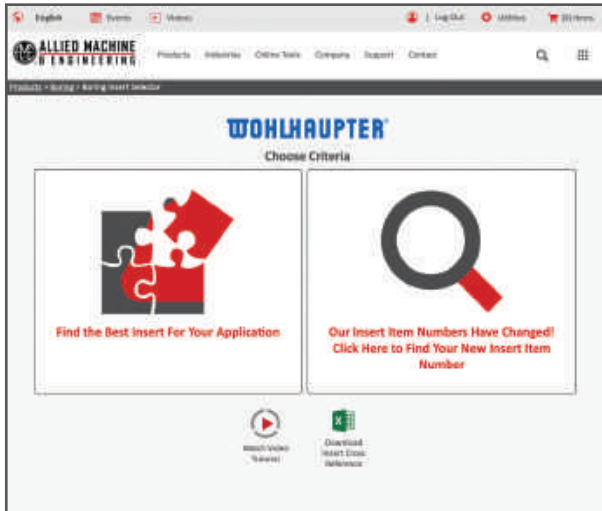 English Events Videos | Log Out Utilities (0) Items
ALLIED MACHINE
& ENGINEERING
Products Industries Online Tools Company Support Contact
Products > Boring > Boring Insert Selector
WOHLHAUPTER®
Choose Criteria
Find the Best Insert For Your Application
Our Insert Item Numbers Have Changed!
Click Here to Find Your New Insert Item
Number
Watch Video
Tutorial
Download
Insert Cross
Reference